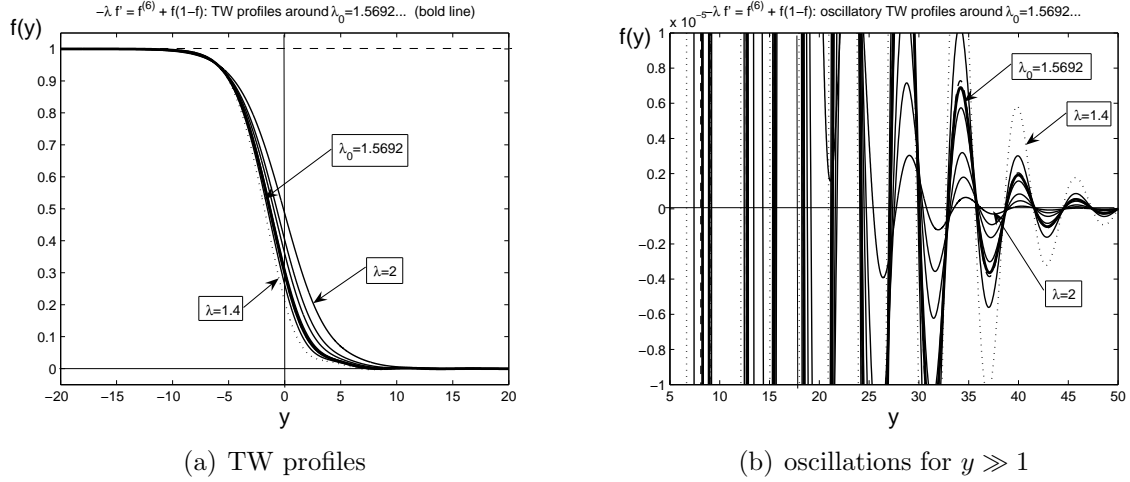 −λ f' = f⁽⁶⁾ + f(1−f): TW profiles around λ₀=1.5692... (bold line)
f(y)
1
0.9
0.8
0.7
0.6
0.5
0.4
0.3
0.2
0.1
0
λ₀=1.5692
λ=2
λ=1.4
−20 −15 −10 −5 0 5 10 15 20
y
(a) TW profiles
x 10⁻⁵
−λ f' = f⁽⁶⁾ + f(1−f): oscillatory TW profiles around λ₀=1.5692...
f(y)
1
0.8
0.6
0.4
0.2
0
−0.2
−0.4
−0.6
−0.8
−1
λ₀=1.5692
λ=1.4
λ=2
5 10 15 20 25 30 35 40 45 50
y
(b) oscillations for y ≫ 1